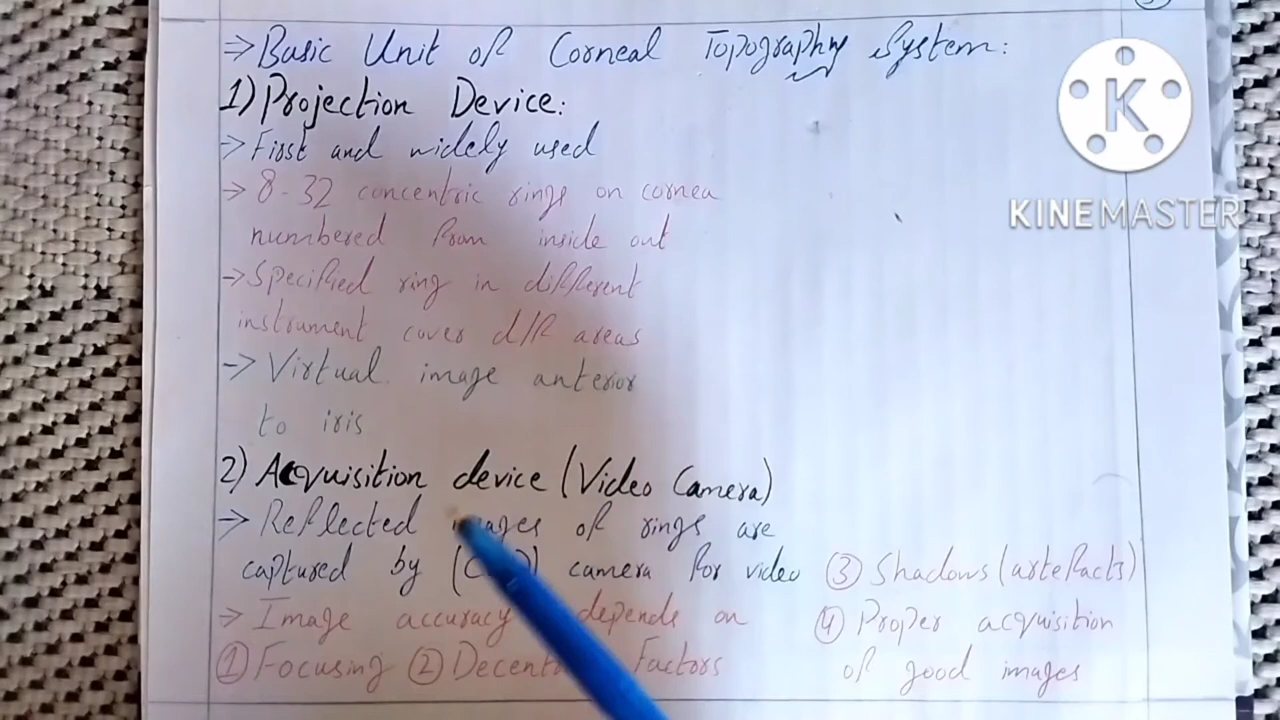 ⇒ Basic Unit of Corneal Topography System:
1) Projection Device:
→ First and widely used
→ 8-32 concentric rings on cornea
numbered from inside out
→ Specified ring in different
instrument cover d/f areas
→ Virtual image anterior
to iris
2) Acquisition device (Video Camera)
→ Reflected images of rings are
captured by camera for video
→ Image accuracy depends on
① Focusing ② Factors
③ Shadows (artefacts)
④ Proper acquisition
of good images
K
KINEMASTER